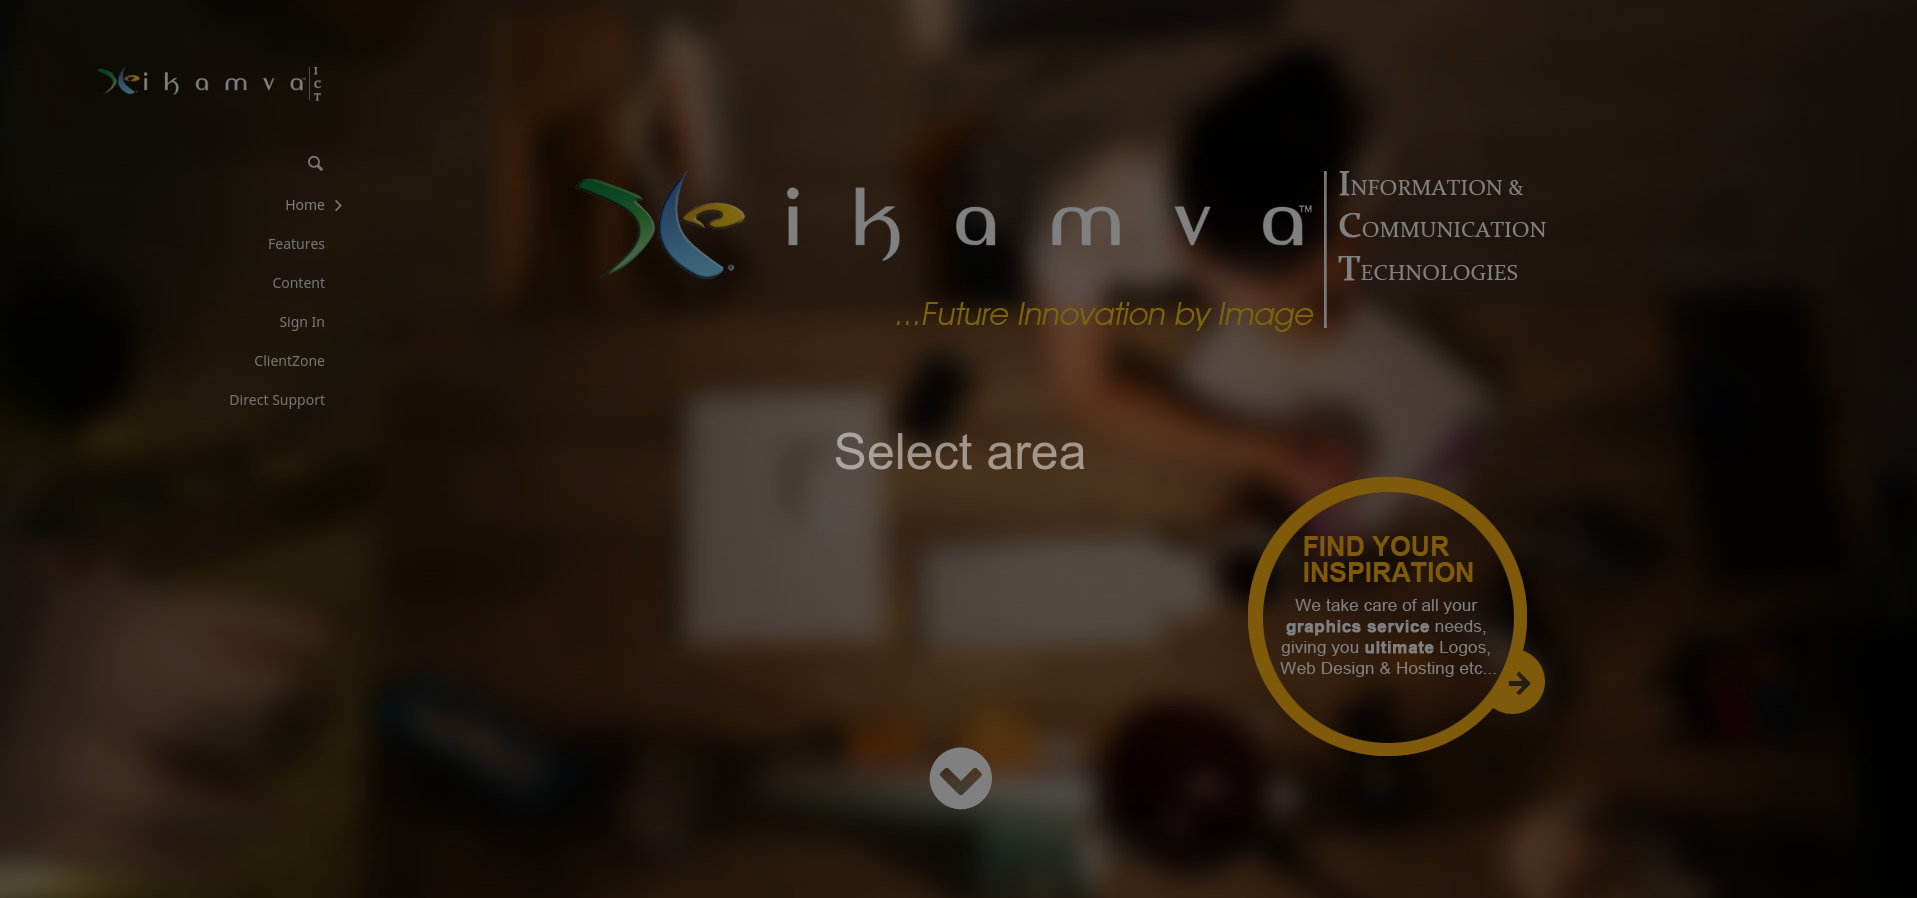 ikamva
I
C
T
Home
Features
Content
Sign In
ClientZone
Direct Support
ikamva™
INFORMATION &
COMMUNICATION
TECHNOLOGIES
...Future Innovation by Image
Select area
FIND YOUR
INSPIRATION
We take care of all your
graphics service needs,
giving you ultimate Logos,
Web Design & Hosting etc...